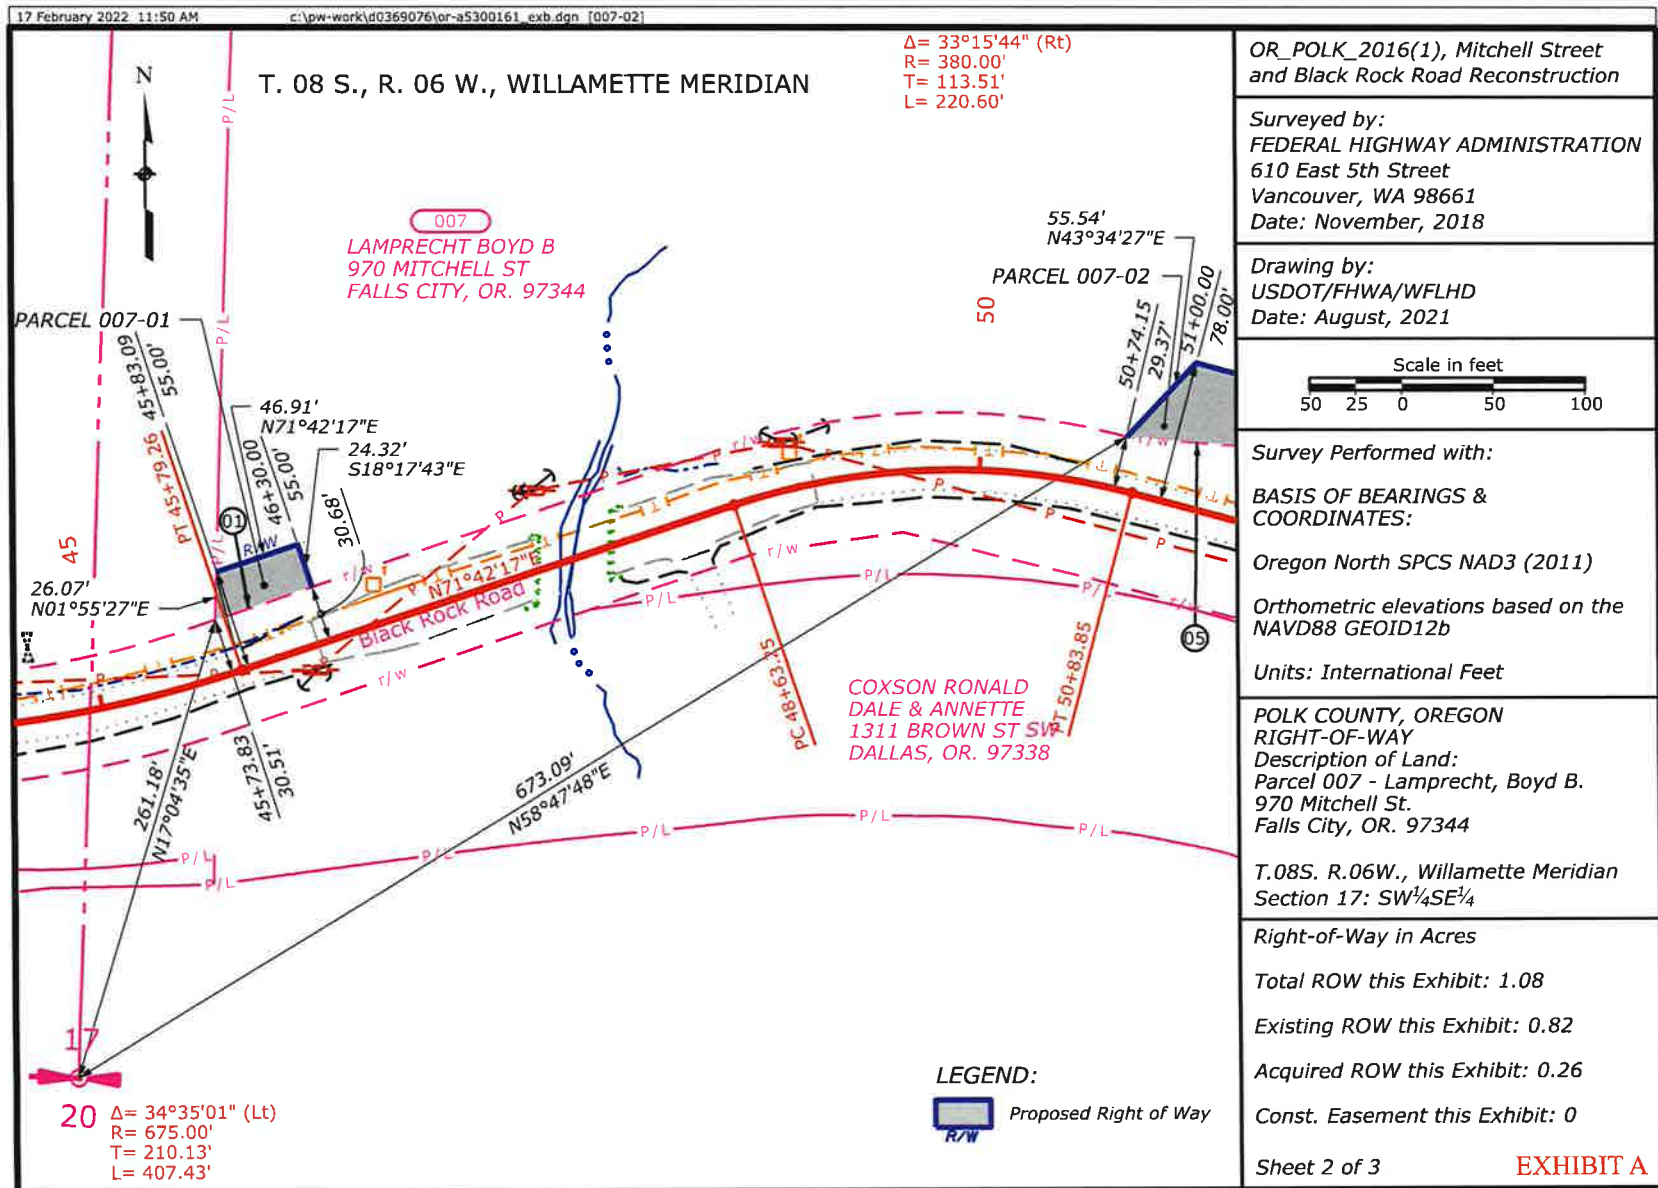 17 February 2022 11:50 AM c:\pw-work\d0369076\or-a5300161_exb.dgn [007-02]
T. 08 S., R. 06 W., WILLAMETTE MERIDIAN
N
Δ= 33°15'44" (Rt)
R= 380.00'
T= 113.51'
L= 220.60'
007
LAMPRECHT BOYD B
970 MITCHELL ST
FALLS CITY, OR. 97344
55.54'
N43°34'27"E
PARCEL 007-02
50
50+74.15
29.37'
51+00.00
78.00'
PARCEL 007-01
P/L
P/L
P/L
45+83.09
55.00'
PT 45+79.26
46.91'
N71°42'17"E
46+30.00
55.00'
24.32'
S18°17'43"E
30.68'
01
R/W
45
26.07'
N01°55'27"E
r/w
r/w
r/w
r/w
r/w
r/w
P
P
P
P
P
P
P
P
N71°42'17"E
Black Rock Road
P/L
P/L
05
PC 48+63.25
PT 50+83.85
COXSON RONALD
DALE & ANNETTE
1311 BROWN ST SW
DALLAS, OR. 97338
45+73.83
30.51'
261.18'
N17°04'35"E
673.09'
N58°47'48"E
P/L
P/L
P/L
P/L
P/L
P/L
17
20
Δ= 34°35'01" (Lt)
R= 675.00'
T= 210.13'
L= 407.43'
LEGEND:
Proposed Right of Way
R/W
OR_POLK_2016(1), Mitchell Street
and Black Rock Road Reconstruction
Surveyed by:
FEDERAL HIGHWAY ADMINISTRATION
610 East 5th Street
Vancouver, WA 98661
Date: November, 2018
Drawing by:
USDOT/FHWA/WFLHD
Date: August, 2021
Scale in feet
50 25 0 50 100
Survey Performed with:
BASIS OF BEARINGS &
COORDINATES:
Oregon North SPCS NAD3 (2011)
Orthometric elevations based on the
NAVD88 GEOID12b
Units: International Feet
POLK COUNTY, OREGON
RIGHT-OF-WAY
Description of Land:
Parcel 007 - Lamprecht, Boyd B.
970 Mitchell St.
Falls City, OR. 97344
T.08S. R.06W., Willamette Meridian
Section 17: SW¼SE¼
Right-of-Way in Acres
Total ROW this Exhibit: 1.08
Existing ROW this Exhibit: 0.82
Acquired ROW this Exhibit: 0.26
Const. Easement this Exhibit: 0
Sheet 2 of 3 EXHIBIT A